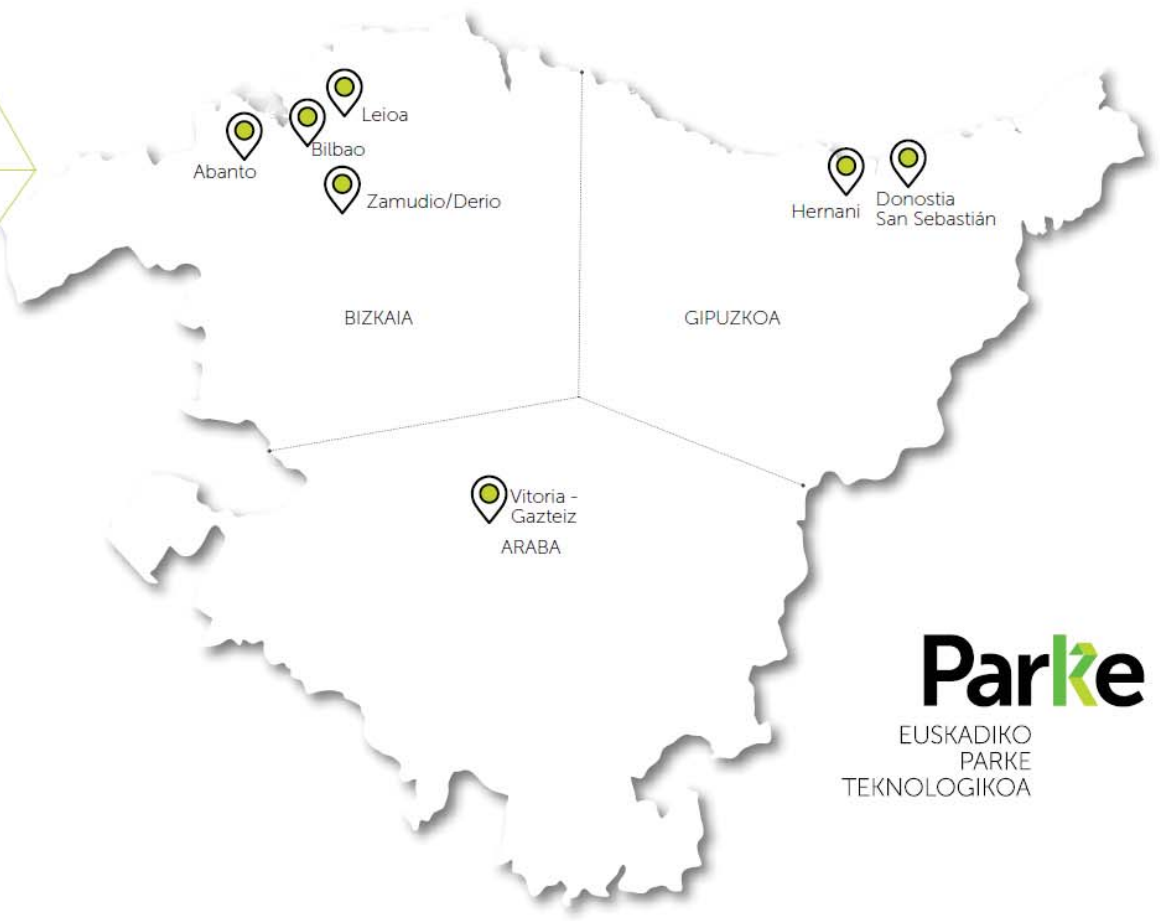 Leioa
Bilbao
Abanto
Zamudio/Derio
Hernani
Donostia
San Sebastián
BIZKAIA
GIPUZKOA
Vitoria -
Gazteiz
ARABA
Parke
EUSKADIKO
PARKE
TEKNOLOGIKOA